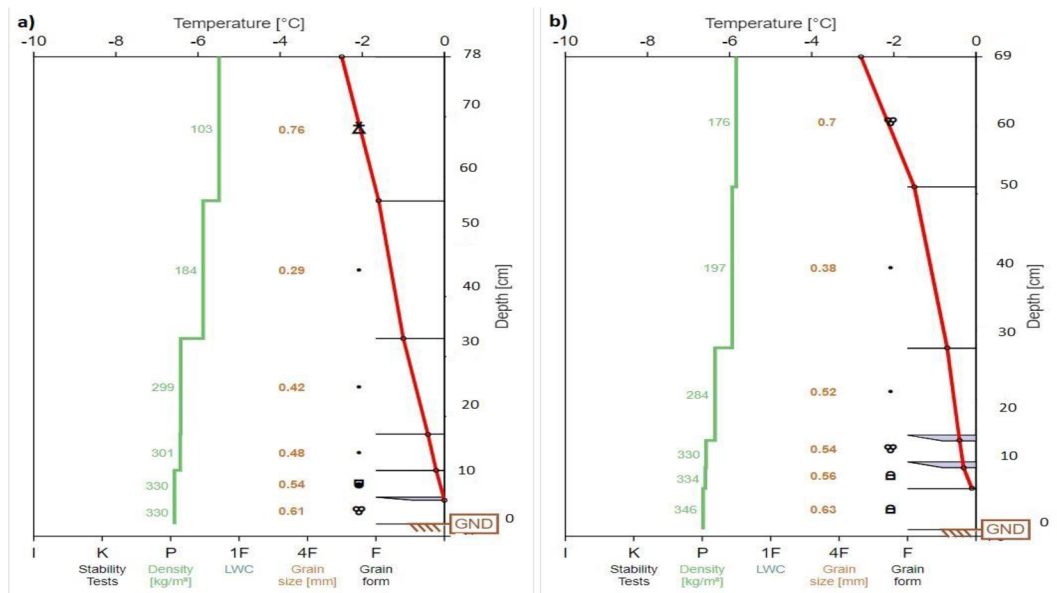 a)
Temperature [°C]
-10 -8 -6 -4 -2 0
78
70
60
50
40
30
20
10
0
Depth [cm]
103 0.76
184 0.29
299 0.42
301 0.48
330 0.54
330 0.61
GND
I K P 1F 4F F
Stability Tests
Density [kg/m³]
LWC
Grain size [mm]
Grain form
b)
Temperature [°C]
-10 -8 -6 -4 -2 0
69
60
50
40
30
20
10
0
Depth [cm]
176 0.7
197 0.38
284 0.52
330 0.54
334 0.56
346 0.63
GND
I K P 1F 4F F
Stability Tests
Density [kg/m³]
LWC
Grain size [mm]
Grain form